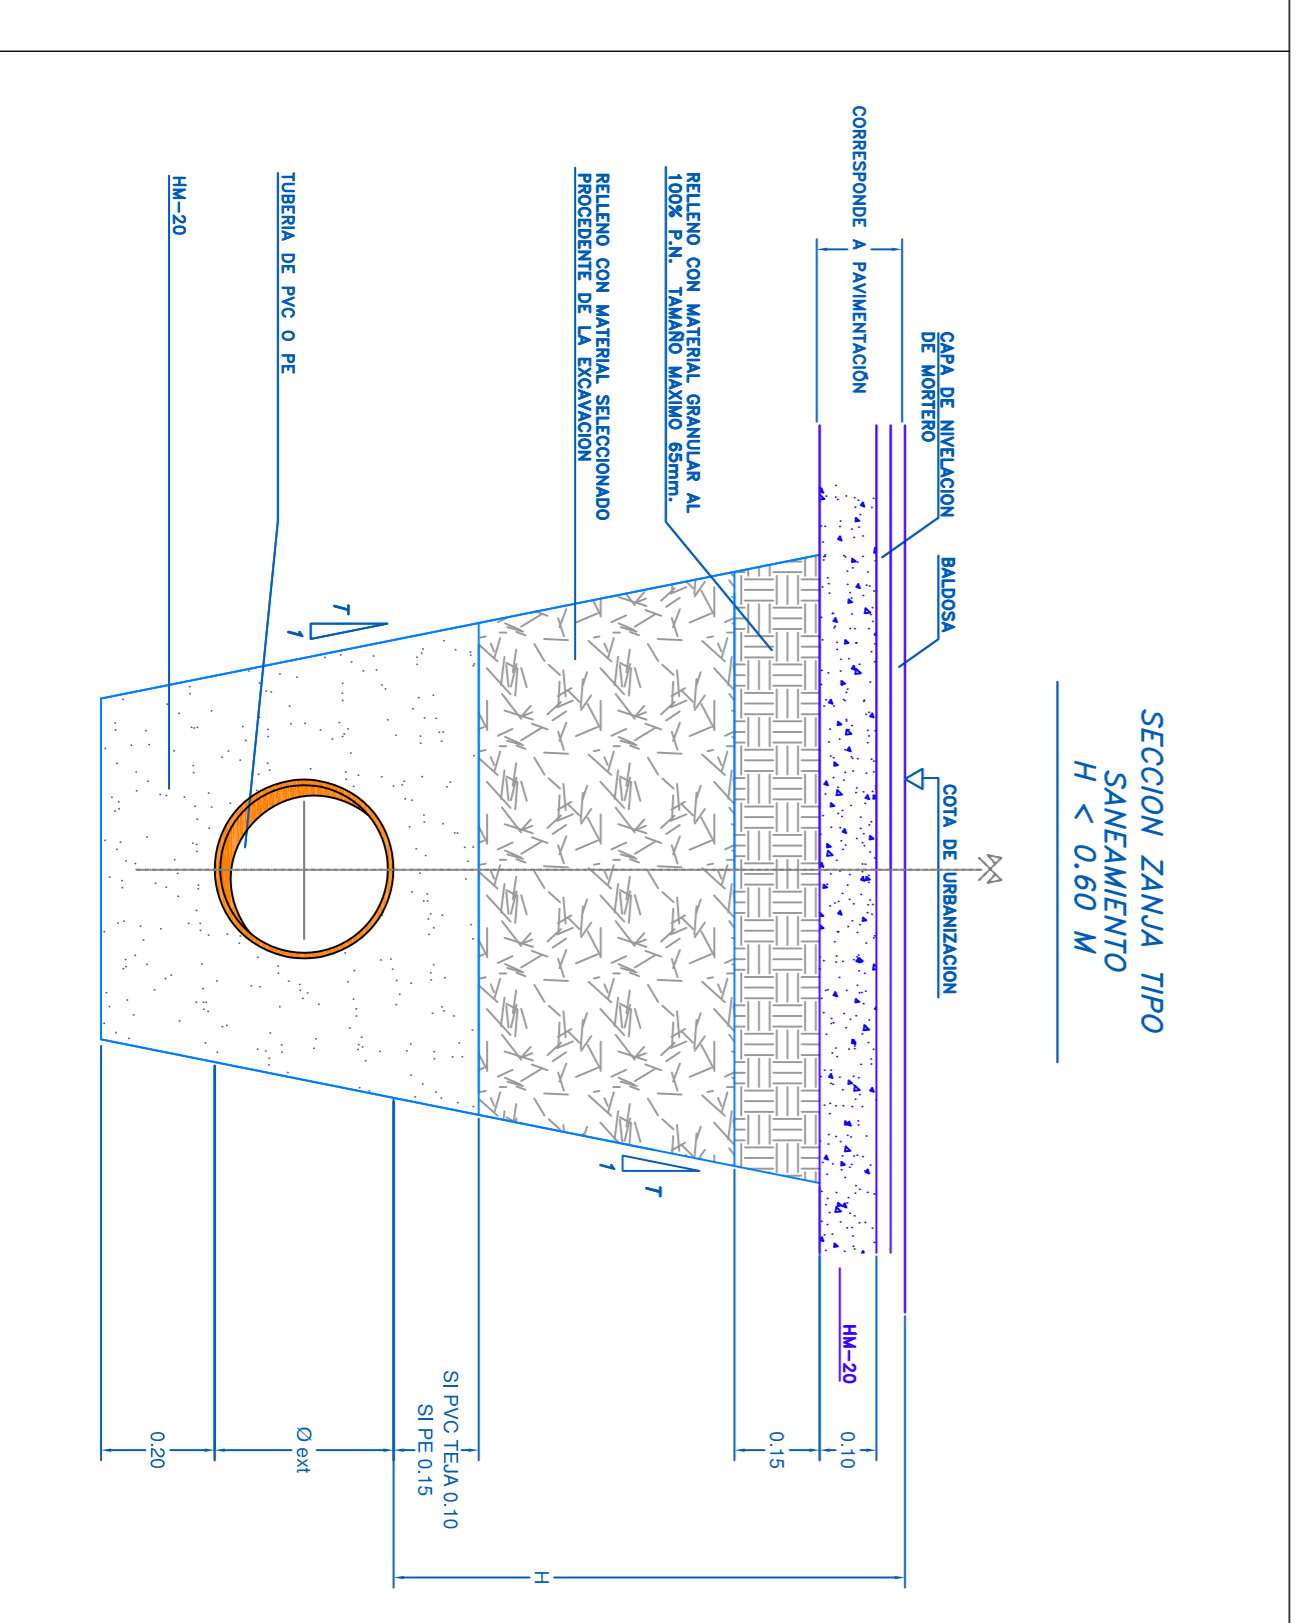 SECCION ZANJA TIPO
SANEAMIENTO
H < 0.60 M
COTA DE URBANIZACION
BALDOSA
CAPA DE NIVELACION
DE MORTERO
CORRESPONDE A PAVIMENTACIÓN
HM-20
RELLENO CON MATERIAL GRANULAR AL
100% P.N. TAMAÑO MAXIMO 65mm.
RELLENO CON MATERIAL SELECCIONADO
PROCEDENTE DE LA EXCAVACION
TUBERIA DE PVC O PE
HM-20
T
1
T
1
0.10
0.15
SI PVC TEJA 0.10
SI PE 0.15
Ø ext
0.20
H